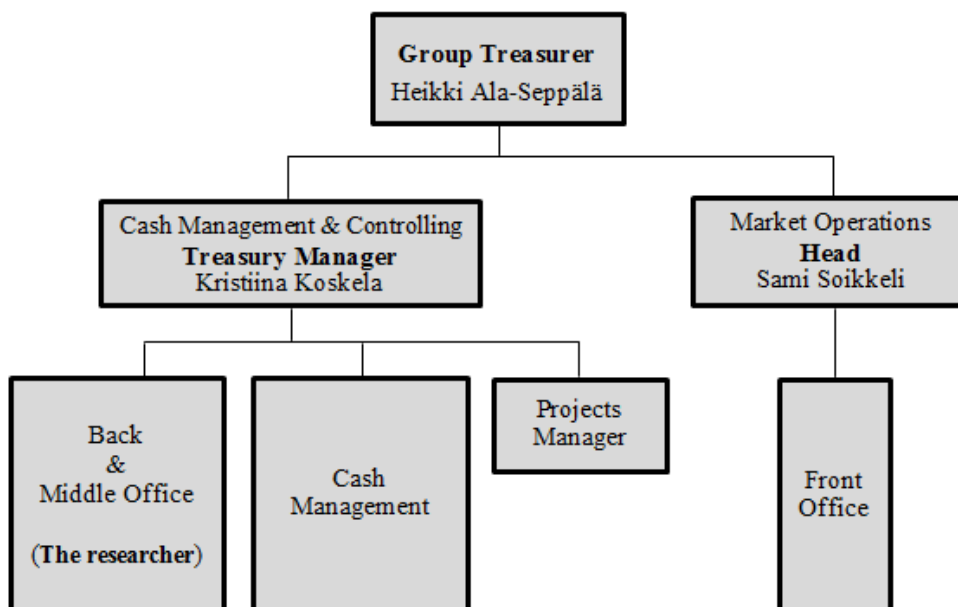 Group Treasurer
Heikki Ala-Seppälä
Cash Management & Controlling
Treasury Manager
Kristiina Koskela
Market Operations
Head
Sami Soikkeli
Back
&
Middle Office
(The researcher)
Cash
Management
Projects
Manager
Front
Office